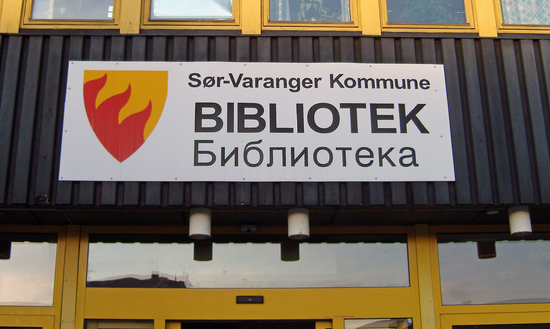 Sør-Varanger Kommune
BIBLIOTEK
Библиотека